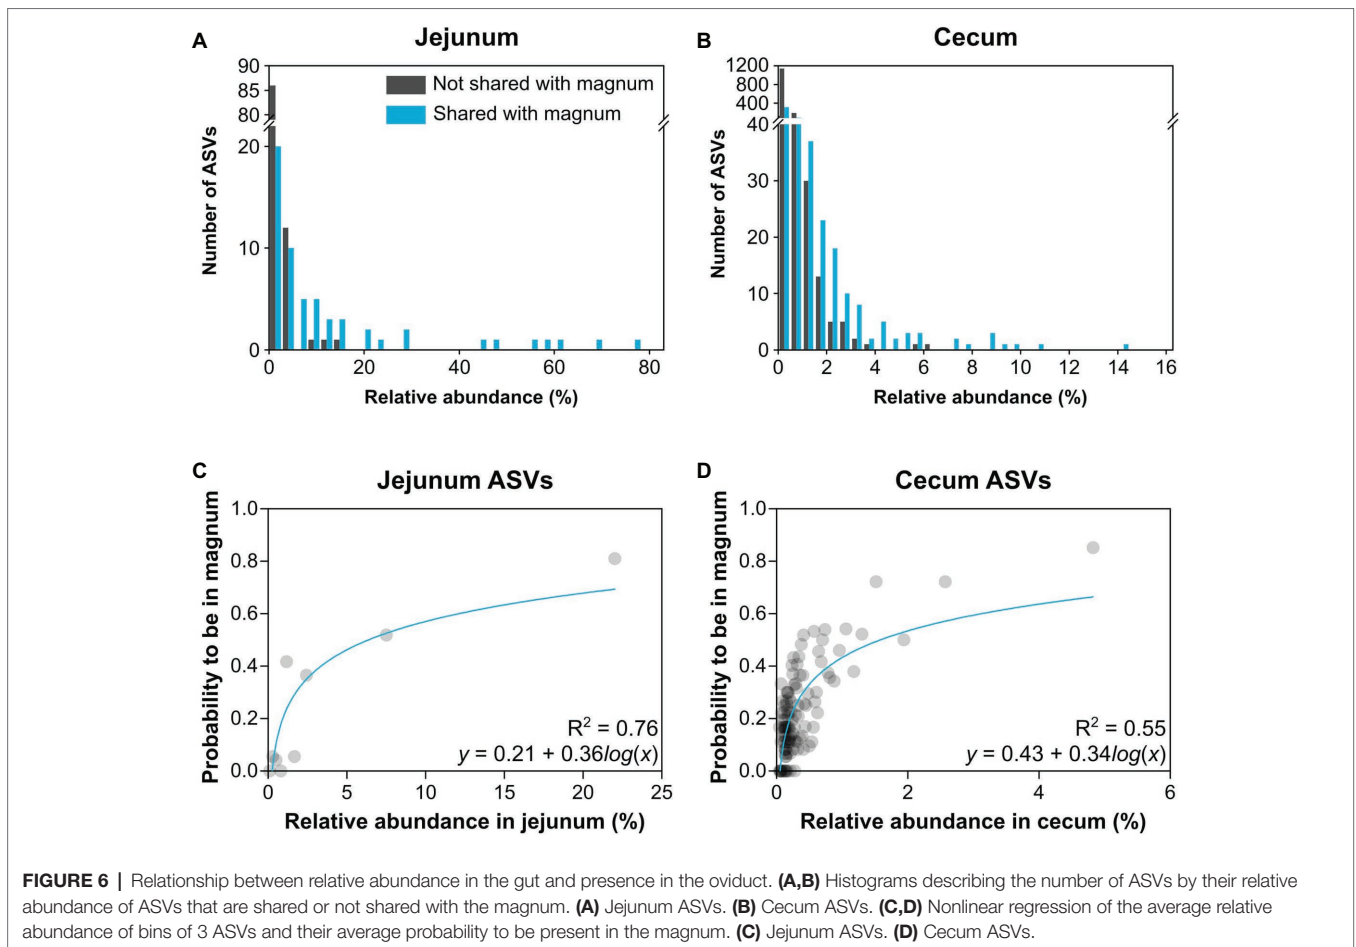 A
Jejunum
90
85
80
20
10
0
Number of ASVs
Not shared with magnum
Shared with magnum
0 20 40 60 80
Relative abundance (%)
B
Cecum
1200
800
400
40
30
20
10
0
Number of ASVs
0 2 4 6 8 10 12 14 16
Relative abundance (%)
C
Jejunum ASVs
1.0
0.8
0.6
0.4
0.2
0.0
Probability to be in magnum
R² = 0.76
y = 0.21 + 0.36log(x)
0 5 10 15 20 25
Relative abundance in jejunum (%)
D
Cecum ASVs
1.0
0.8
0.6
0.4
0.2
0.0
Probability to be in magnum
R² = 0.55
y = 0.43 + 0.34log(x)
0 2 4 6
Relative abundance in cecum (%)
FIGURE 6 | Relationship between relative abundance in the gut and presence in the oviduct. (A,B) Histograms describing the number of ASVs by their relative
abundance of ASVs that are shared or not shared with the magnum. (A) Jejunum ASVs. (B) Cecum ASVs. (C,D) Nonlinear regression of the average relative
abundance of bins of 3 ASVs and their average probability to be present in the magnum. (C) Jejunum ASVs. (D) Cecum ASVs.